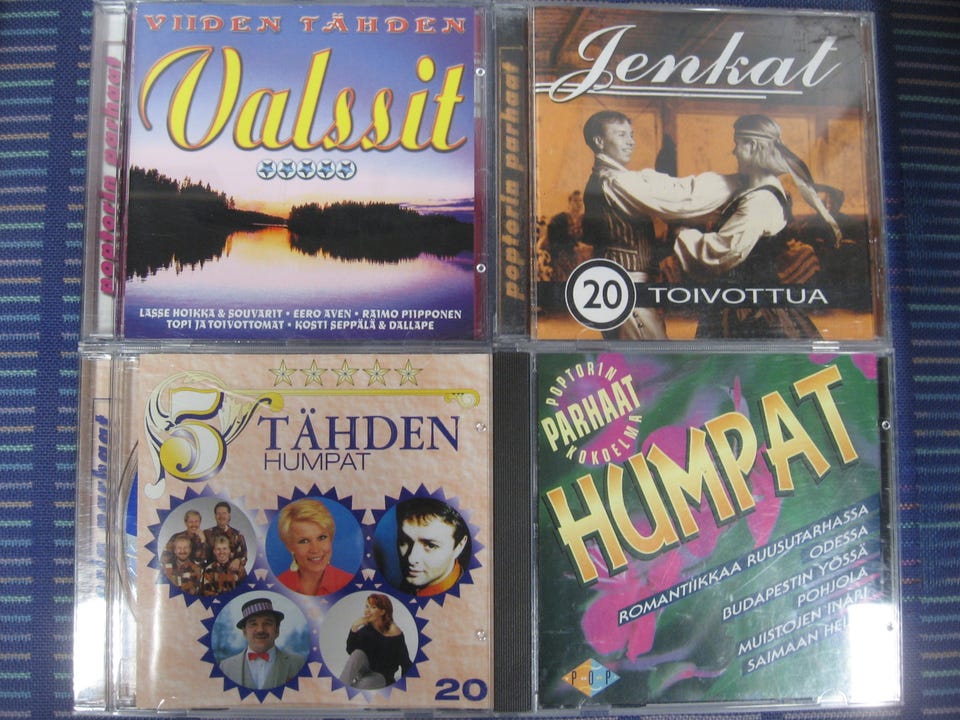 VIIDEN TÄHDEN
Valssit
poptorin parhaat
LASSE HOIKKA & SOUVARIT • EERO AVEN • RAIMO PIIPPONEN
TOPI JA TOIVOTTOMAT • KOSTI SEPPÄLÄ & DALLAPE
Jenkat
poptorin parhaat
20 TOIVOTTUA
5
TÄHDEN
HUMPAT
20
POPTORIN
PARHAAT
KOKOELMA
HUMPAT
ROMANTIIKKAA RUUSUTARHASSA
ODESSA
BUDAPESTIN YÖSSÄ
POHJOLA
MUISTOJEN INARI
SAIMAAN
POP